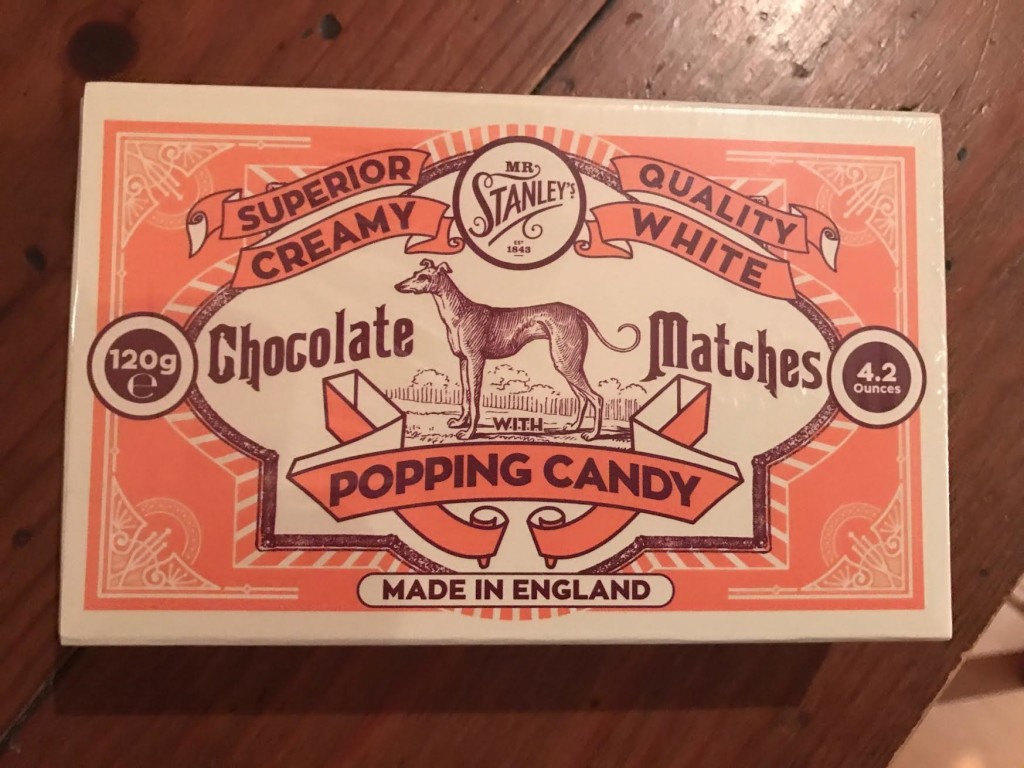 MR
STANLEY'S
EST
1843
SUPERIOR QUALITY
CREAMY WHITE
Chocolate Matches
120g
e
4.2
Ounces
WITH
POPPING CANDY
MADE IN ENGLAND